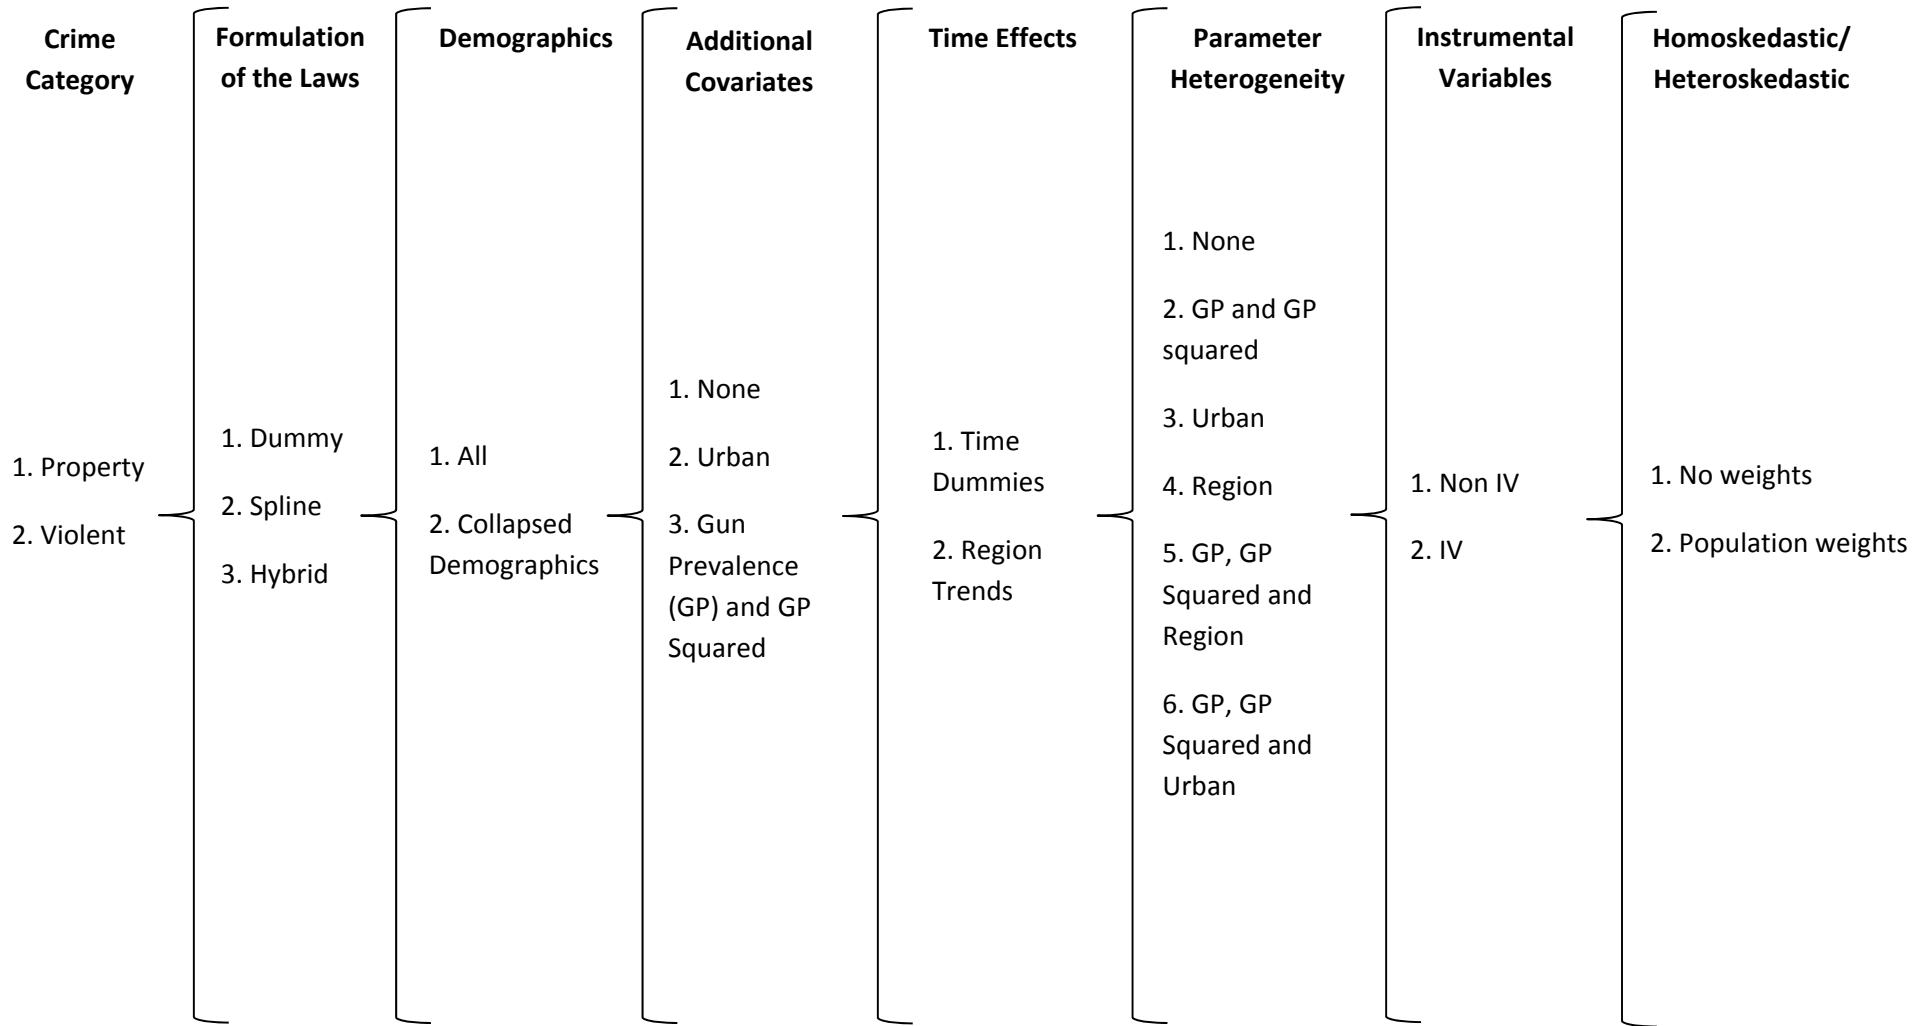 Crime
Category
Formulation
of the Laws
Demographics
Additional
Covariates
Time Effects
Parameter
Heterogeneity
Instrumental
Variables
Homoskedastic/
Heteroskedastic
1. Property
2. Violent
1. Dummy
2. Spline
3. Hybrid
1. All
2. Collapsed
Demographics
1. None
2. Urban
3. Gun
Prevalence
(GP) and GP
Squared
1. Time
Dummies
2. Region
Trends
1. None
2. GP and GP
squared
3. Urban
4. Region
5. GP, GP
Squared and
Region
6. GP, GP
Squared and
Urban
1. Non IV
2. IV
1. No weights
2. Population weights